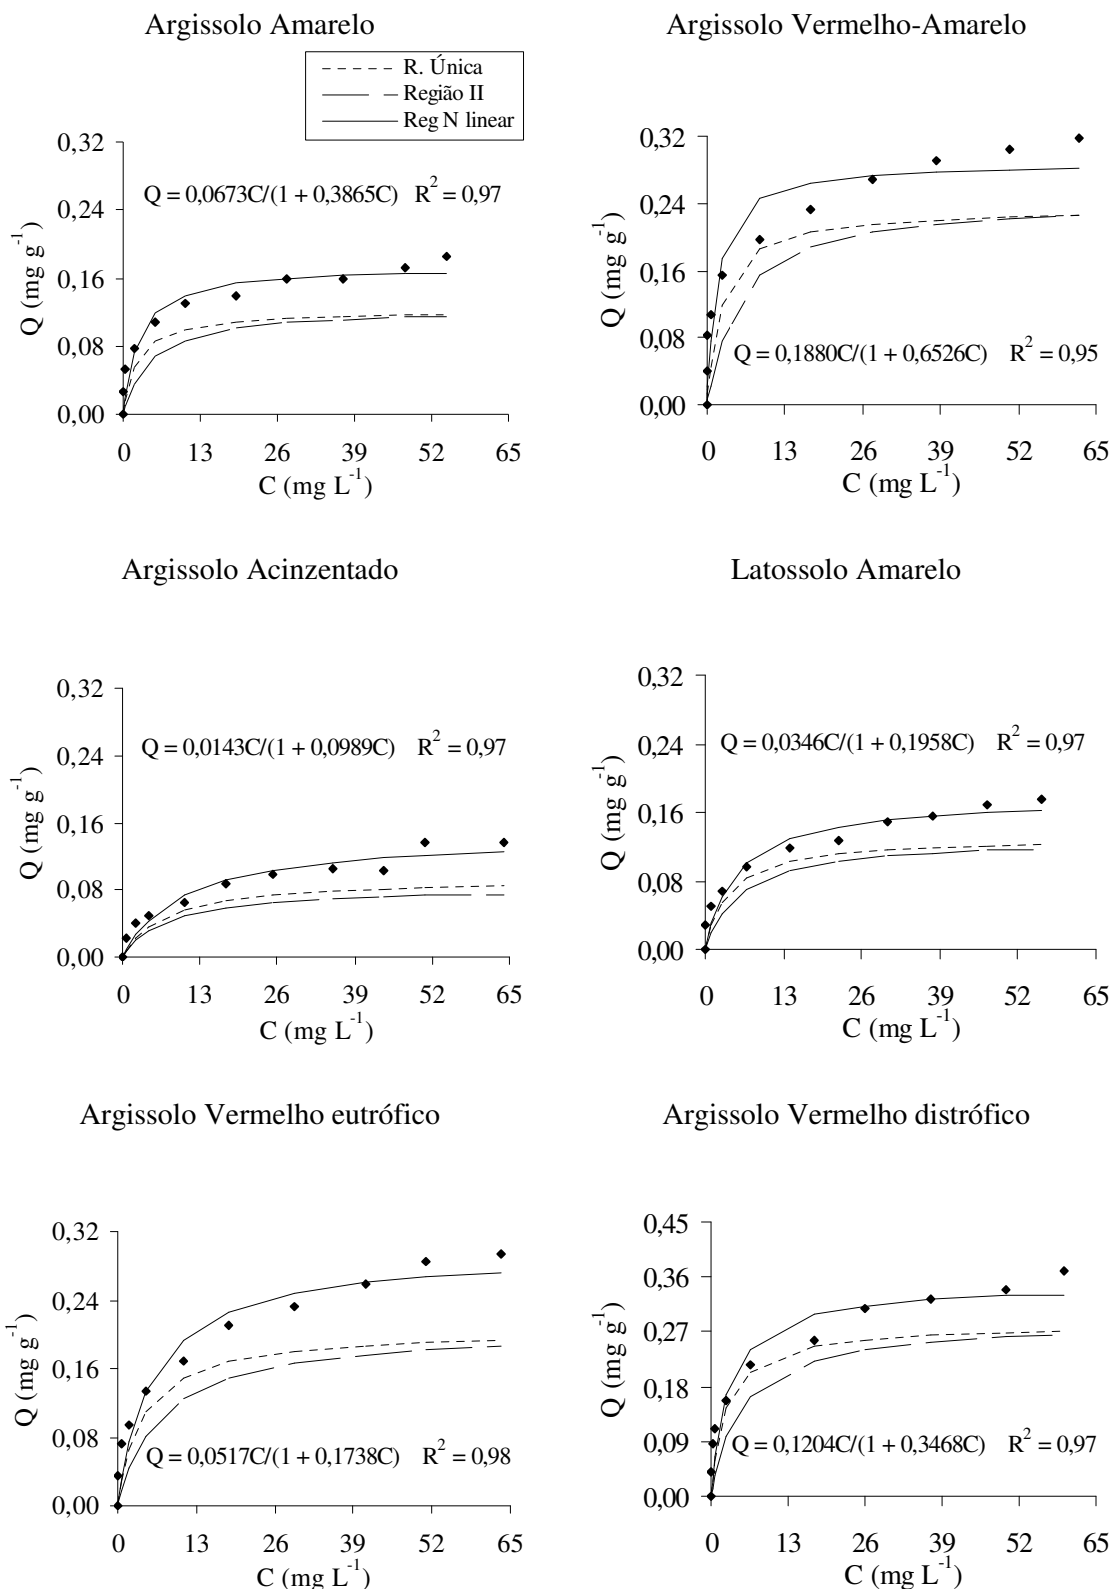 Argissolo Amarelo
R. Única
Região II
Reg N linear
0,32
0,24
0,16
0,08
0,00
Q (mg g⁻¹)
Q = 0,0673C/(1 + 0,3865C) R² = 0,97
0 13 26 39 52 65
C (mg L⁻¹)
Argissolo Vermelho-Amarelo
0,32
0,24
0,16
0,08
0,00
Q (mg g⁻¹)
Q = 0,1880C/(1 + 0,6526C) R² = 0,95
0 13 26 39 52 65
C (mg L⁻¹)
Argissolo Acinzentado
0,32
0,24
0,16
0,08
0,00
Q (mg g⁻¹)
Q = 0,0143C/(1 + 0,0989C) R² = 0,97
0 13 26 39 52 65
C (mg L⁻¹)
Latossolo Amarelo
0,32
0,24
0,16
0,08
0,00
Q (mg g⁻¹)
Q = 0,0346C/(1 + 0,1958C) R² = 0,97
0 13 26 39 52 65
C (mg L⁻¹)
Argissolo Vermelho eutrófico
0,32
0,24
0,16
0,08
0,00
Q (mg g⁻¹)
Q = 0,0517C/(1 + 0,1738C) R² = 0,98
0 13 26 39 52 65
C (mg L⁻¹)
Argissolo Vermelho distrófico
0,45
0,36
0,27
0,18
0,09
0,00
Q (mg g⁻¹)
Q = 0,1204C/(1 + 0,3468C) R² = 0,97
0 13 26 39 52 65
C (mg L⁻¹)